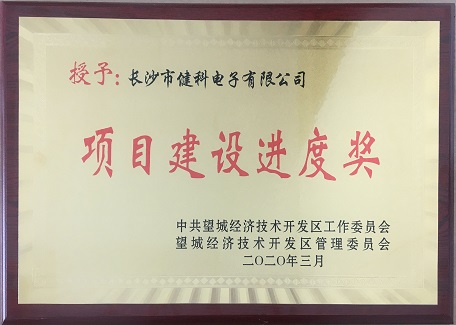 授予：长沙市健科电子有限公司
项目建设进度奖
中共望城经济技术开发区工作委员会
望城经济技术开发区管理委员会
二〇二〇年三月